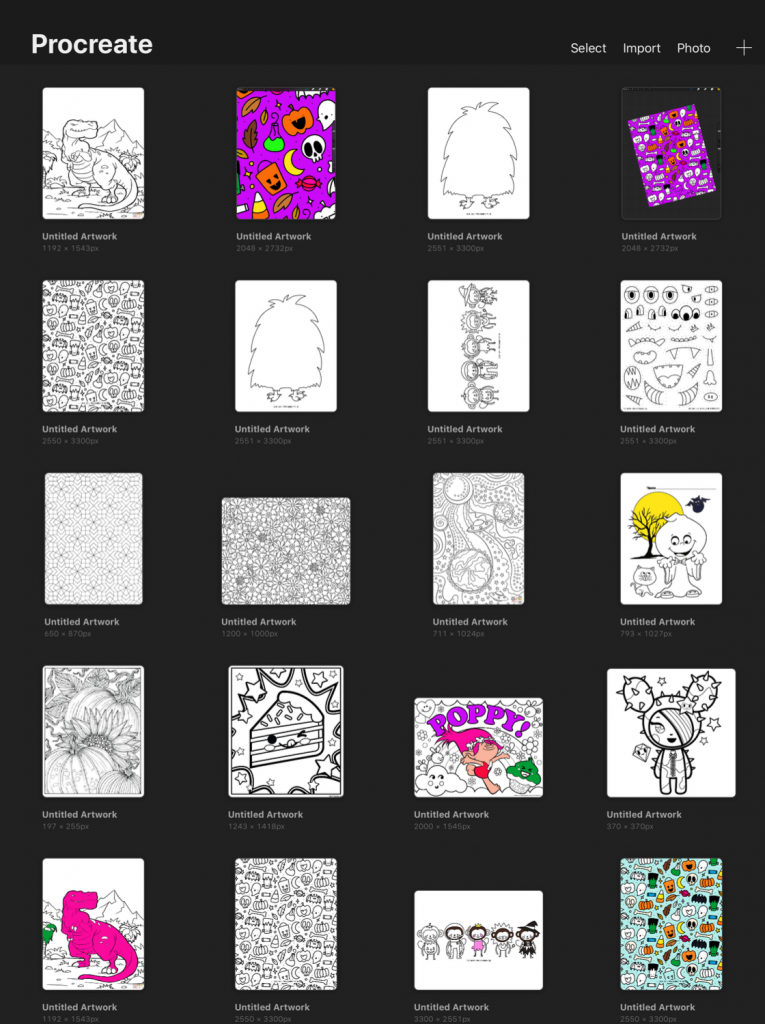 Procreate
Select Import Photo
Untitled Artwork Untitled Artwork Untitled Artwork Untitled Artwork
1192 × 1543px 2048 × 2732px 2551 × 3300px 2048 × 2732px
Untitled Artwork Untitled Artwork Untitled Artwork Untitled Artwork
2550 × 3300px 2551 × 3300px 2551 × 3300px 2551 × 3300px
Name
Untitled Artwork Untitled Artwork Untitled Artwork Untitled Artwork
650 × 870px 1200 × 1000px 711 × 1024px 793 × 1027px
POPPY!
Untitled Artwork Untitled Artwork Untitled Artwork Untitled Artwork
197 × 255px 1243 × 1418px 2000 × 1545px 370 × 370px
Untitled Artwork Untitled Artwork Untitled Artwork Untitled Artwork
1192 × 1543px 2550 × 3300px 3300 × 2551px 2550 × 3300px